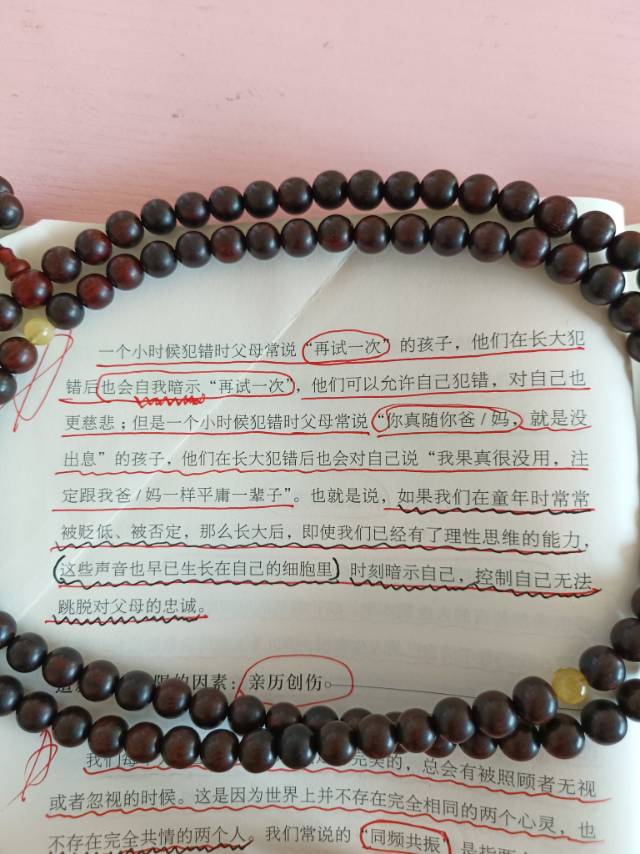 一个小时候犯错时父母常说“再试一次”的孩子，他们在长大犯
错后也会自我暗示“再试一次”，他们可以允许自己犯错，对自己也
更慈悲；但是一个小时候犯错时父母常说“你真随你爸/妈，就是没
出息”的孩子，他们在长大犯错后也会对自己说“我果真很没用，注
定跟我爸/妈一样平庸一辈子”。也就是说，如果我们在童年时常常
被贬低、被否定，那么长大后，即使我们已经有了理性思维的能力，
这些声音也早已生长在自己的细胞里，时刻暗示自己，控制自己无法
跳脱对父母的忠诚。
限的因素：亲历创伤。
我们每 完美的，总会有被照顾者无视
或者忽视的时候。这是因为世界上并不存在完全相同的两个心灵，也
不存在完全共情的两个人。我们常说的“同频共振”是指两